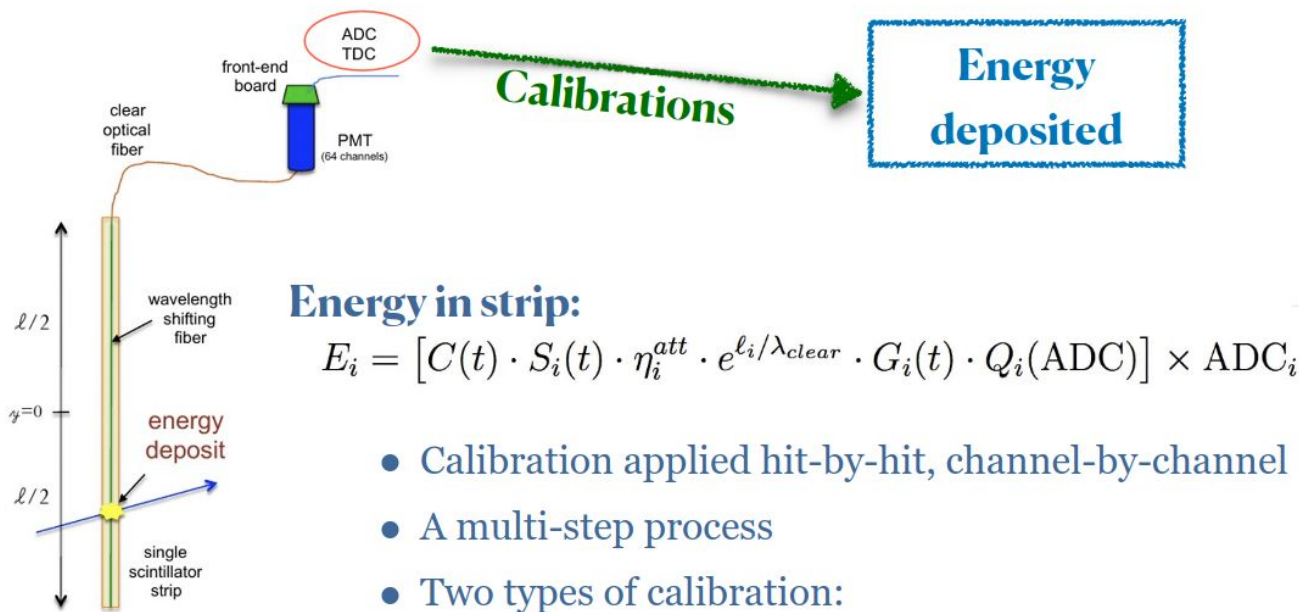 ADC
TDC
front-end
board
clear
optical
fiber
PMT
(64 channels)
Calibrations
Energy
deposited
ℓ/2
wavelength
shifting
fiber
y=0
energy
deposit
ℓ/2
single
scintillator
strip
Energy in strip:
E_i = [C(t) · S_i(t) · η_i^{att} · e^{ℓ_i/λ_{clear}} · G_i(t) · Q_i(ADC)] × ADC_i
• Calibration applied hit-by-hit, channel-by-channel
• A multi-step process
• Two types of calibration: